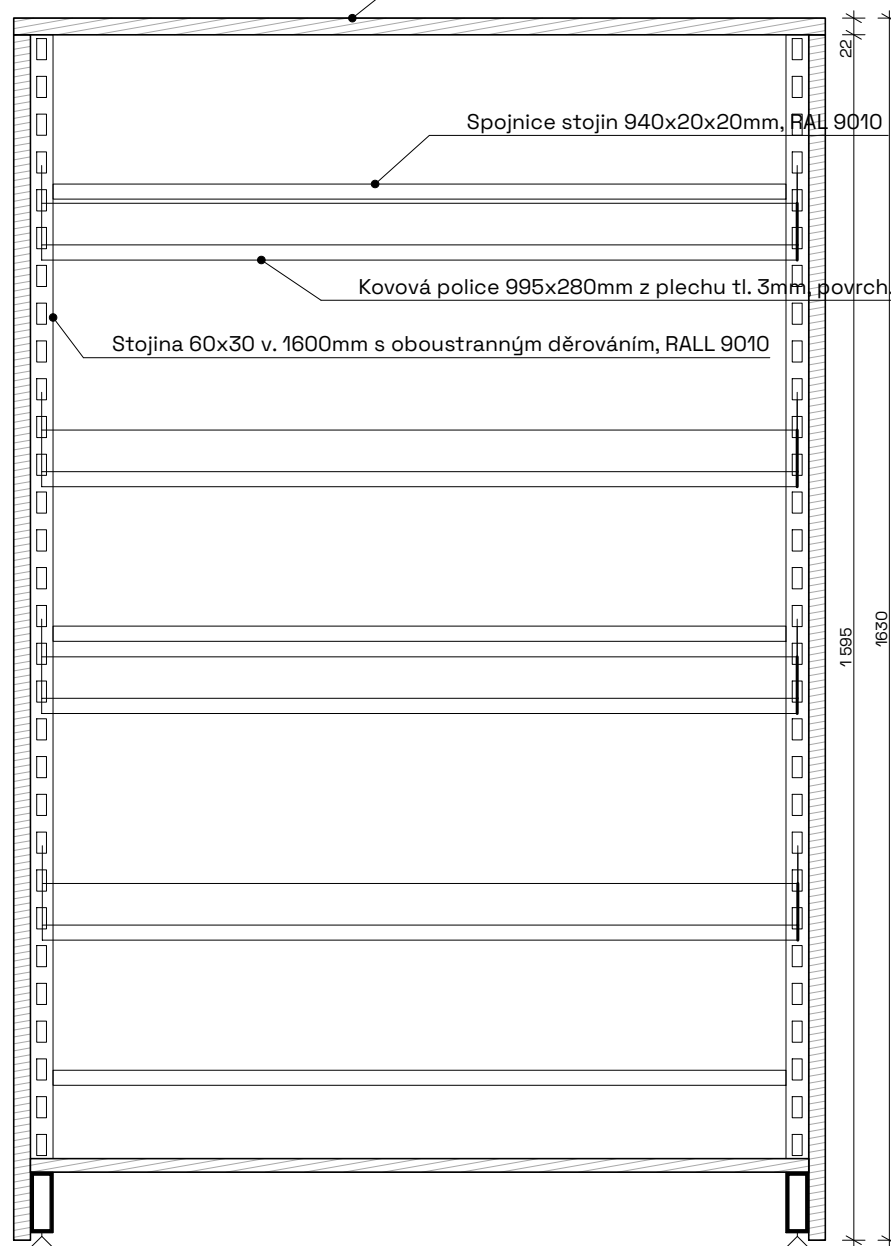 22
Spojnice stojin 940x20x20mm, RAL 9010
Kovová police 995x280mm z plechu tl. 3mm, povrch.
Stojina 60x30 v. 1600mm s oboustranným děrováním, RALL 9010
1 595
1630